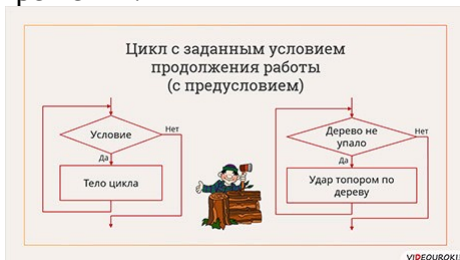 Цикл с заданным условием
продолжения работы
(с предусловием)
Условие
Нет
Да
Тело цикла
Дерево не
упало
Нет
Да
Удар топором по
дереву